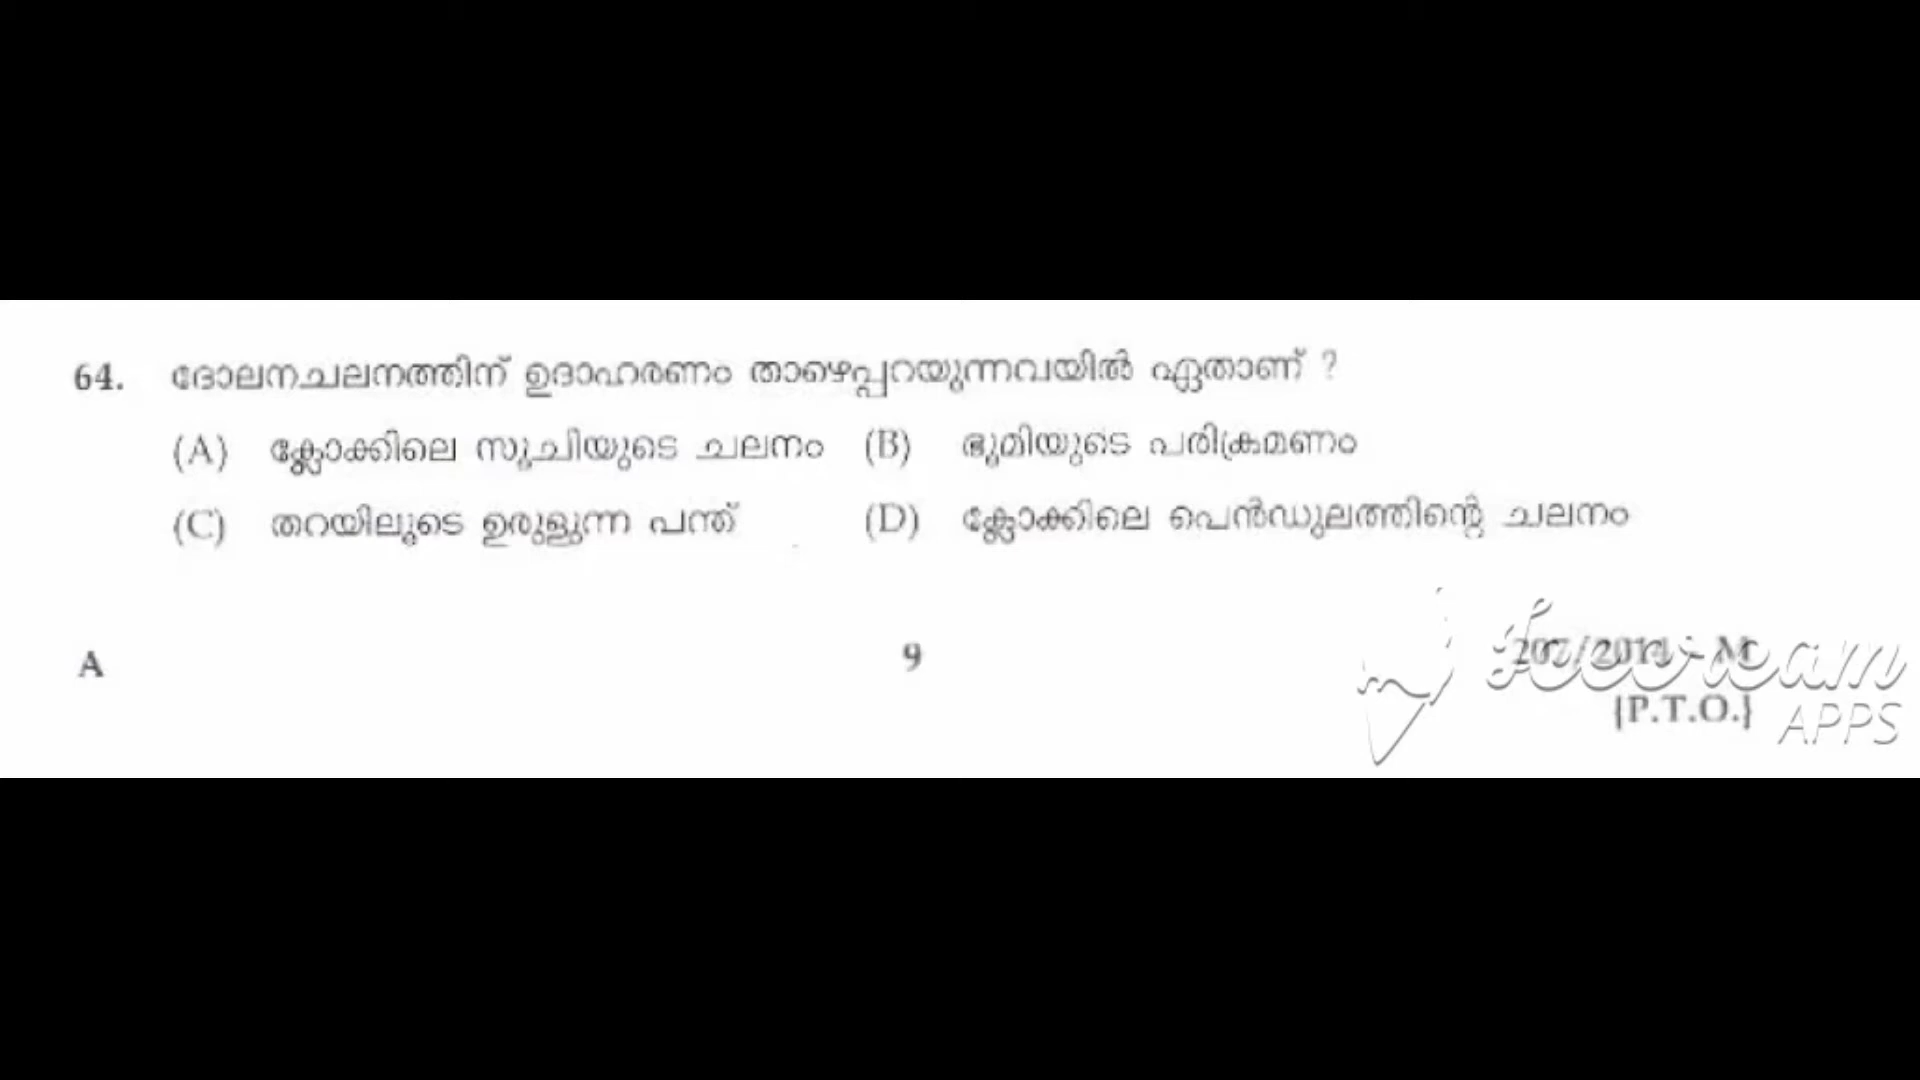 64. ദോലനചലനത്തിന് ഉദാഹരണം താഴെപ്പറയുന്നവയിൽ ഏതാണ് ?
(A) ക്ലോക്കിലെ സൂചിയുടെ ചലനം (B) ഭൂമിയുടെ പരിക്രമണം
(C) തറയിലൂടെ ഉരുളുന്ന പന്ത് (D) ക്ലോക്കിലെ പെൻഡുലത്തിന്റെ ചലനം
A 9
[P.T.O.]
APPS